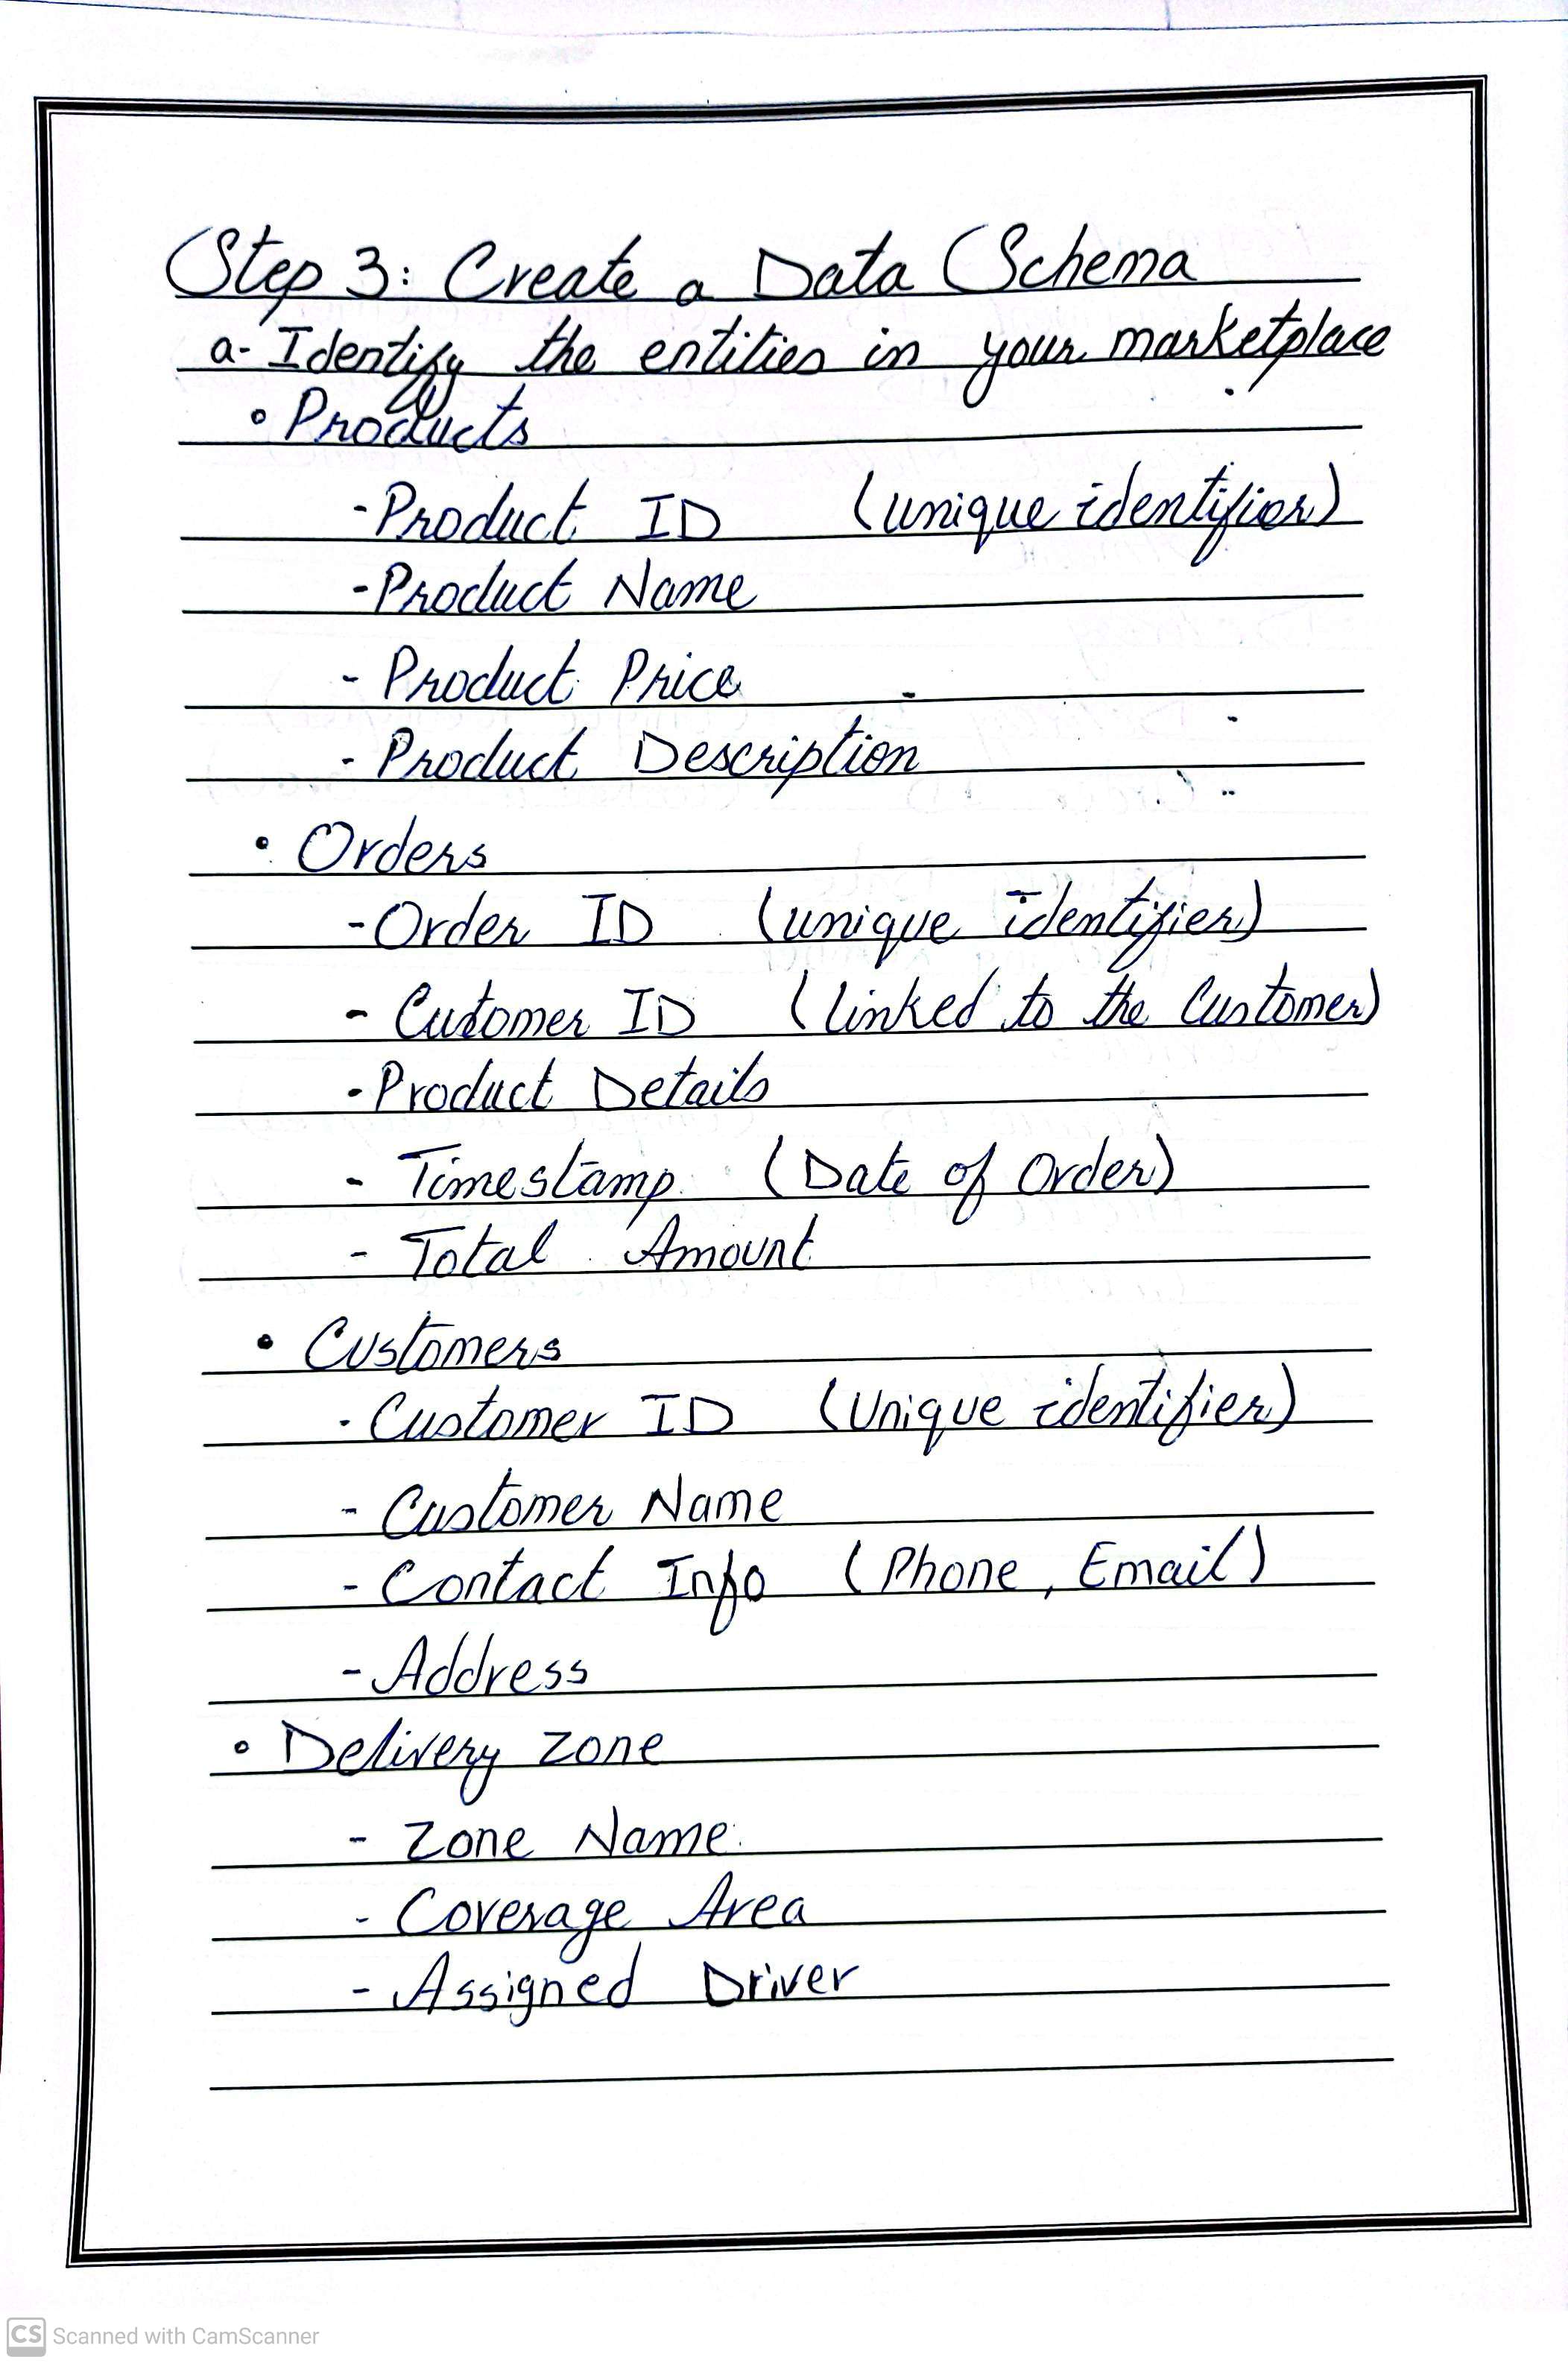 Step 3: Create a Data Schema
a- Identify the entities in your marketplace
• Products
- Product ID (unique identifier)
- Product Name
- Product Price
- Product Description
• Orders
- Order ID (unique identifier)
- Cutomer ID (linked to the Customer)
- Product Details
- Timestamp (Date of Order)
- Total Amount
• Customers
- Customer ID (Unique identifier)
- Customer Name
- Contact Info (Phone, Email)
- Address
• Delivery zone
- Zone Name
- Coverage Area
- Assigned Driver
CS Scanned with CamScanner